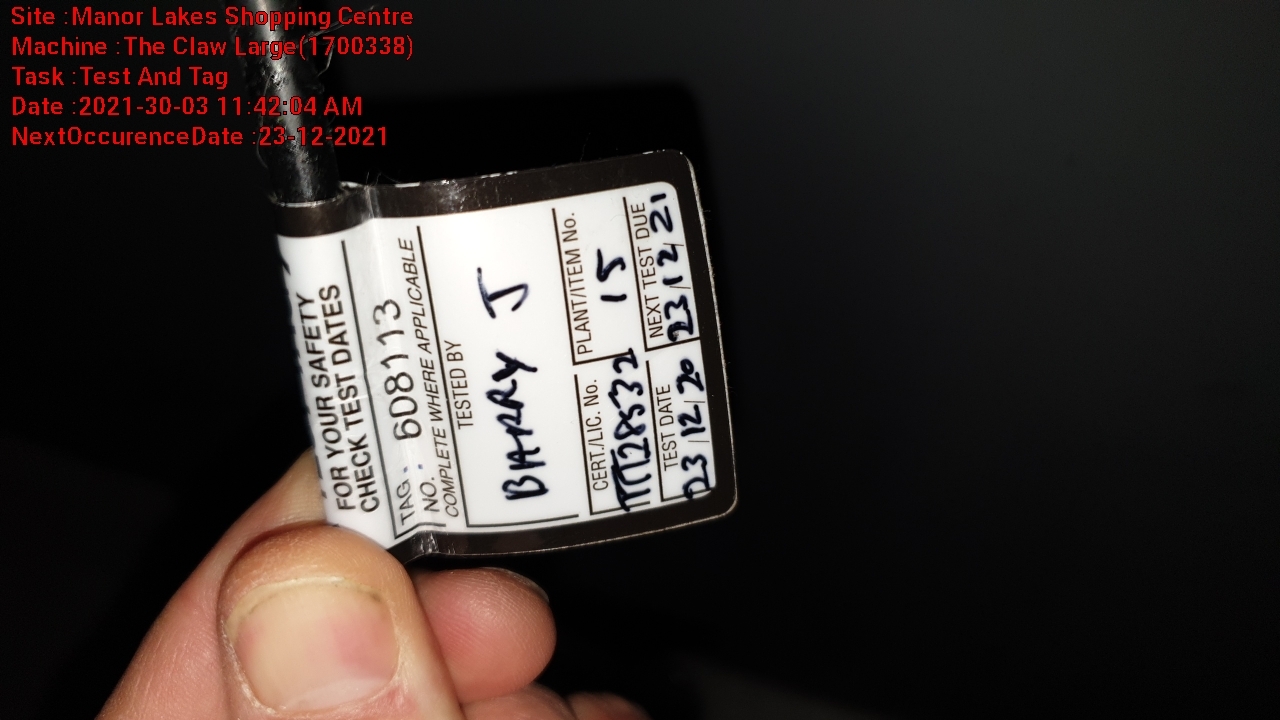 Site :Manor Lakes Shopping Centre
Machine :The Claw Large(1700338)
Task :Test And Tag
Date :2021-30-03 11:42:04 AM
NextOccurenceDate :23-12-2021
FOR YOUR SAFETY
CHECK TEST DATES
TAG NO. 608113
COMPLETE WHERE APPLICABLE
TESTED BY
BARRY J
CERT./LIC. No.
PLANT/ITEM No.
15
TEST DATE
NEXT TEST DUE
23/12/20
23/12/21